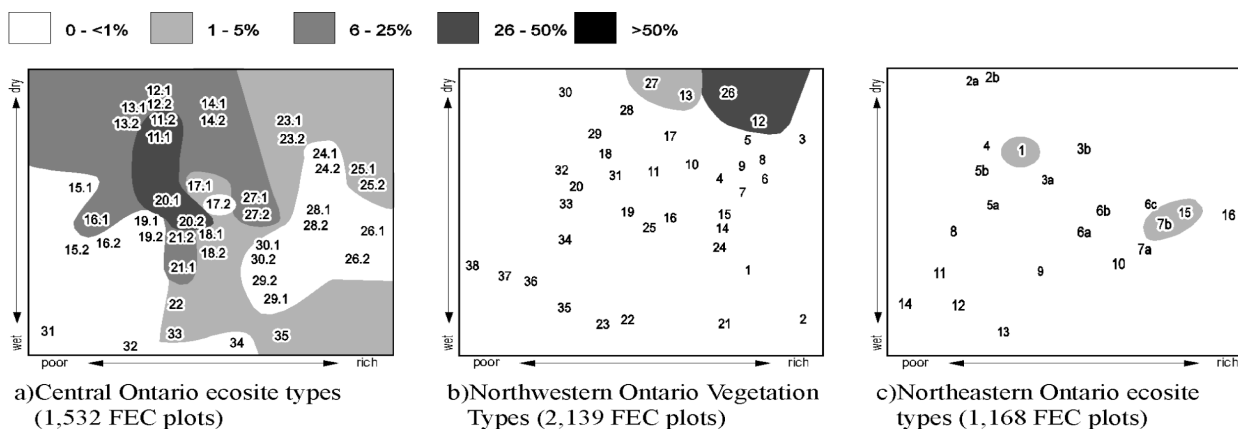 0 - <1% 1 - 5% 6 - 25% 26 - 50% >50%
dry
wet
12.1
13.1 12.2 14.1
13.2 11.2 14.2
11.1
23.1
23.2
24.1
24.2 25.1
25.2
15.1 17.1
20.1 17.2 27.1
27.2
16.1 19.1 20.2 28.1
28.2
15.2 16.2 19.2 21.2 18.1 26.1
18.2 30.1
30.2 26.2
21.1
29.2
22 29.1
31 33 35
32 34
poor rich
a)Central Ontario ecosite types
(1,532 FEC plots)
dry
wet
30 27 13 26
28 12
29 17 5 3
18 8
32 31 11 10 9
20 4 6
7
33 19 16 15
25 14
34 24
38 37 36 1
35
23 22 21 2
poor rich
b)Northwestern Ontario Vegetation
Types (2,139 FEC plots)
dry
wet
2a 2b
4 1 3b
5b
3a
5a 6b 6c 15 16
7b
8 6a
7a
11 9 10
14 12
13
poor rich
c)Northeastern Ontario ecosite
types (1,168 FEC plots)